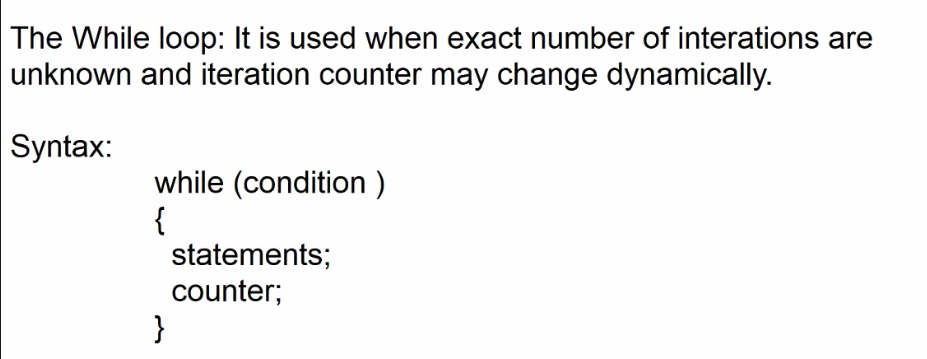 The While loop: It is used when exact number of interations are
unknown and iteration counter may change dynamically.
Syntax:
while (condition )
{
statements;
counter;
}